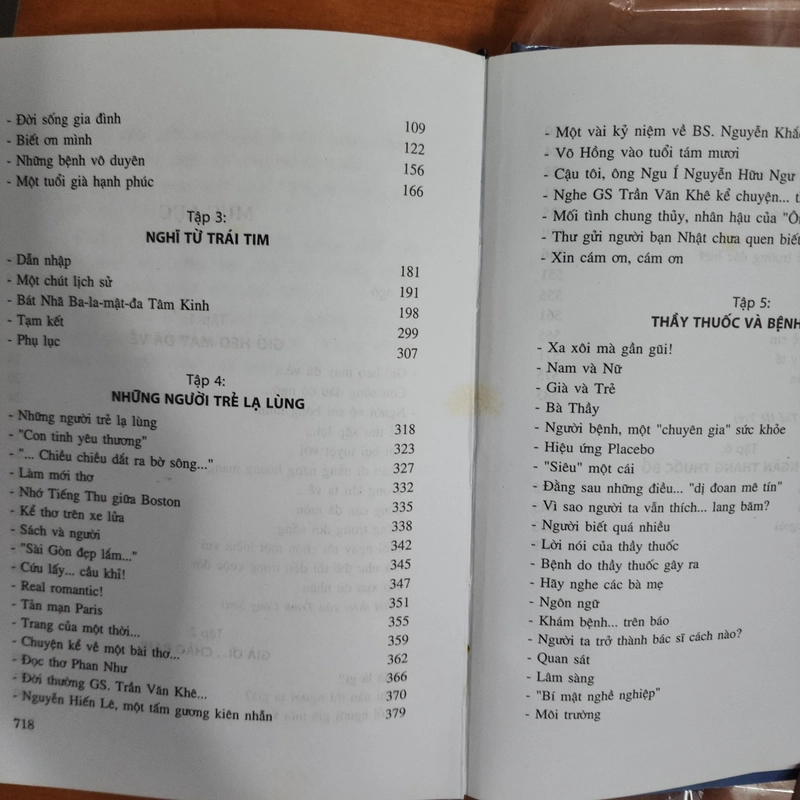 - Đời sống gia đình 109
- Biết ơn mình 122
- Những bệnh vô duyên 156
- Một tuổi già hạnh phúc 166
Tập 3:
NGHĨ TỪ TRÁI TIM
- Dẫn nhập 181
- Một chút lịch sử 191
- Bát Nhã Ba-la-mật-đa Tâm Kinh 198
- Tạm kết 299
- Phụ lục 307
Tập 4:
NHỮNG NGƯỜI TRẺ LẠ LÙNG
- Những người trẻ lạ lùng 318
- "Con tinh yêu thương" 323
- "... Chiều chiều dắt ra bờ sông..." 327
- Làm mới thơ 332
- Nhớ Tiếng Thu giữa Boston 335
- Kể thơ trên xe lửa 338
- Sách và người 342
- "Sài Gòn đẹp lắm..." 345
- Cứu lấy... cầu khỉ! 347
- Real romantic! 351
- Tản mạn Paris 355
- Trang của một thời... 359
- Chuyện kể về một bài thơ... 362
- Đọc thơ Phan Như 366
- Đời thường GS. Trần Văn Khê... 370
- Nguyễn Hiến Lê, một tấm gương kiên nhẫn 379
718
- Một vài kỷ niệm về BS. Nguyễn Khắc
- Võ Hồng vào tuổi tám mươi
- Cậu tôi, ông Ngu Í Nguyễn Hữu Ngư
- Nghe GS Trần Văn Khê kể chuyện...
- Mối tình chung thủy, nhân hậu của
- Thư gửi người bạn Nhật chưa quen biết
- Xin cám ơn, cám ơn
Tập 5:
THẦY THUỐC VÀ BỆNH
- Xa xôi mà gần gũi!
- Nam và Nữ
- Già và Trẻ
- Bà Thầy
- Người bệnh, một "chuyên gia" sức khỏe
- Hiệu ứng Placebo
- "Siêu" một cái
- Đằng sau những điều... "dị đoan mê tín"
- Vì sao người ta vẫn thích... lang băm?
- Người biết quá nhiều
- Lời nói của thầy thuốc
- Bệnh do thầy thuốc gây ra
- Hãy nghe các bà mẹ
- Ngôn ngữ
- Khám bệnh... trên báo
- Người ta trở thành bác sĩ cách nào?
- Quan sát
- Lâm sàng
- "Bí mật nghề nghiệp"
- Môi trường